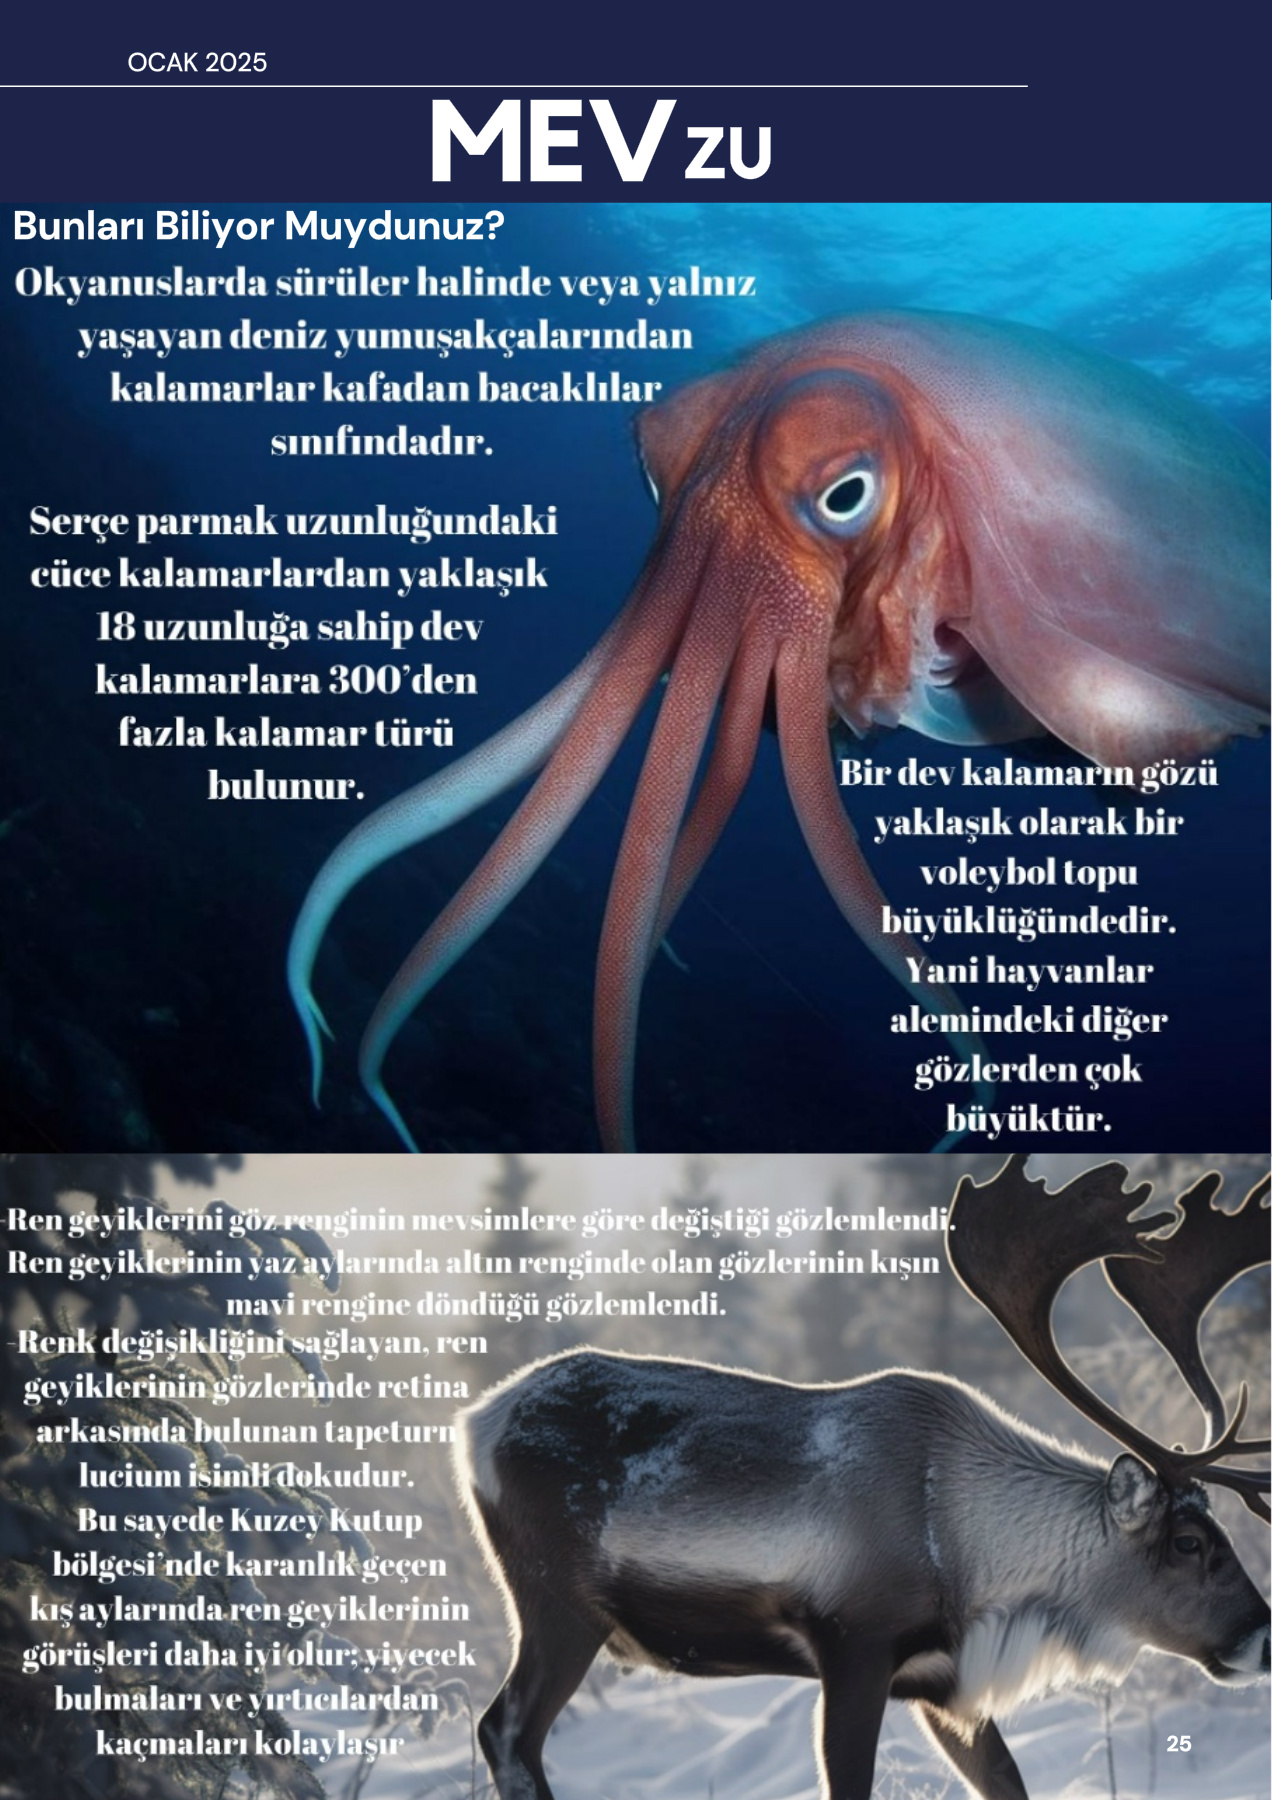 OCAK 2025
MEVzu
Bunları Biliyor Muydunuz?
Okyanuslarda sürüler halinde veya yalnız
yaşayan deniz yumuşakçalarından
kalamarlar kafadan bacaklılar
sınıfındadır.
Serçe parmak uzunluğundaki
cüce kalamarlardan yaklaşık
18 uzunluğa sahip dev
kalamarlara 300’den
fazla kalamar türü
bulunur.
Bir dev kalamarın gözü
yaklaşık olarak bir
voleybol topu
büyüklüğündedir.
Yani hayvanlar
alemindeki diğer
gözlerden çok
büyüktür.
-Ren geyiklerini göz renginin mevsimlere göre değiştiği gözlemlendi.
Ren geyiklerinin yaz aylarında altın renginde olan gözlerinin kışın
mavi rengine döndüğü gözlemlendi.
-Renk değişikliğini sağlayan, ren
geyiklerinin gözlerinde retina
arkasında bulunan tapeturn
lucium isimli dokudur.
Bu sayede Kuzey Kutup
bölgesi’nde karanlık geçen
kış aylarında ren geyiklerinin
görüşleri daha iyi olur; yiyecek
bulmaları ve yırtıcılardan
kaçmaları kolaylaşır
25